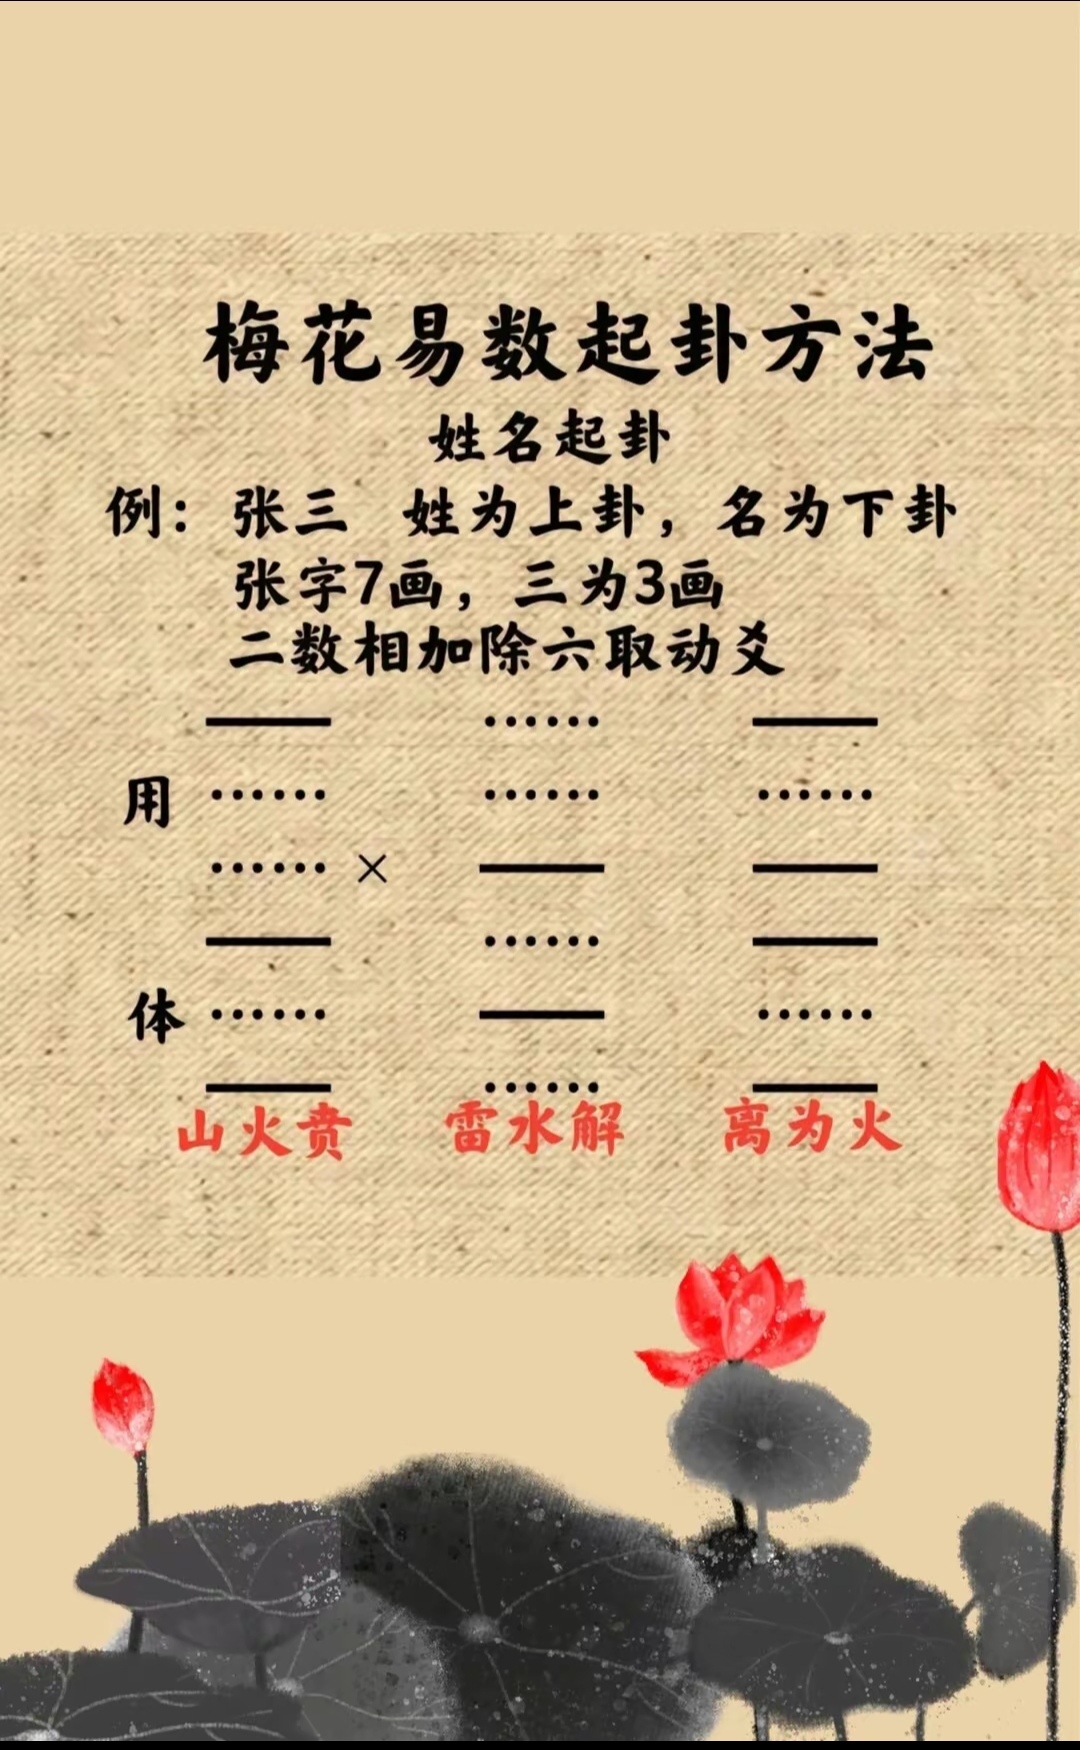 梅花易数起卦方法
姓名起卦
例：张三 姓为上卦，名为下卦
张字7画，三为3画
二数相加除六取动爻
用
×
体
山火贲 雷水解 离为火